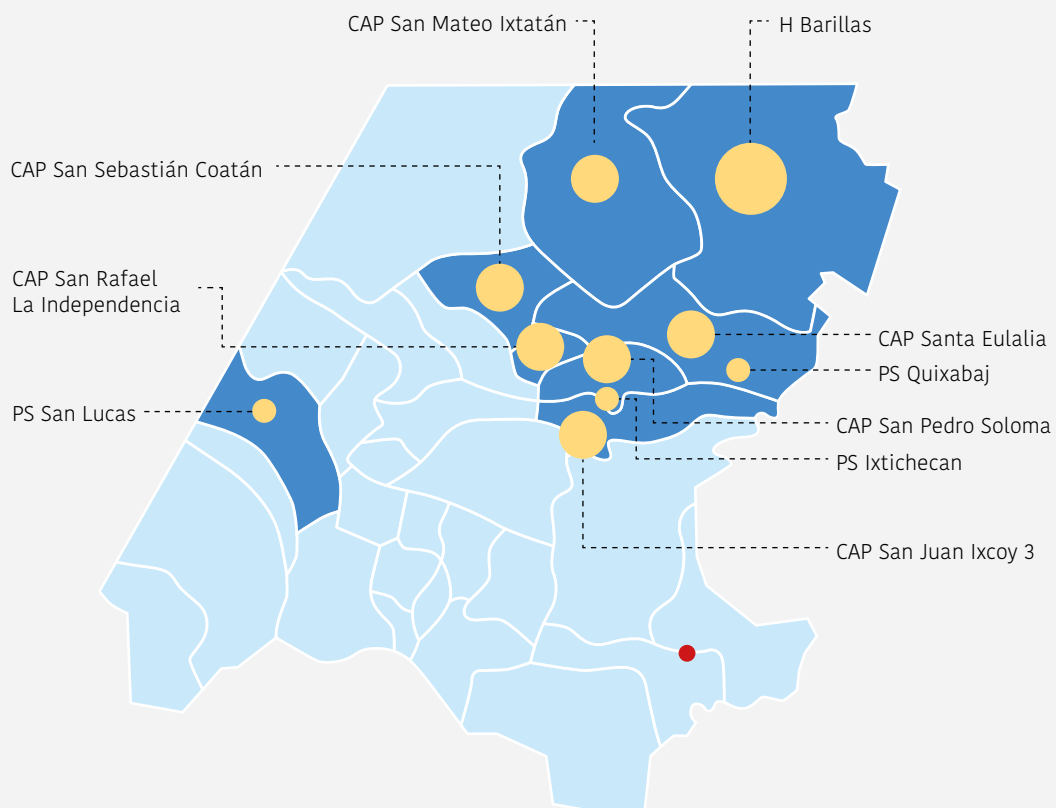 CAP San Mateo Ixtatán
H Barillas
CAP San Sebastián Coatán
CAP San Rafael
La Independencia
CAP Santa Eulalia
PS Quixabaj
PS San Lucas
CAP San Pedro Soloma
PS Ixtichecan
CAP San Juan Ixcoy 3